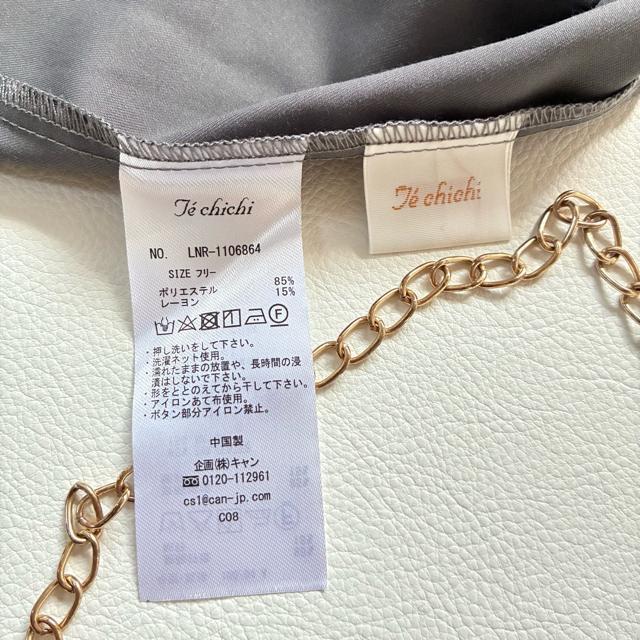 Té chichi
Té chichi
NO. LNR-1106864
SIZE フリー
ポリエステル 85%
レーヨン 15%
・押し洗いをして下さい。
・洗濯ネット使用。
・濡れたままの放置や、長時間の浸
漬はしないで下さい。
・形をととのえてから干して下さい。
・アイロンあて布使用。
・ボタン部分アイロン禁止。
中国製
企画(株)キャン
0120-112961
cs1@can-jp.com
C08